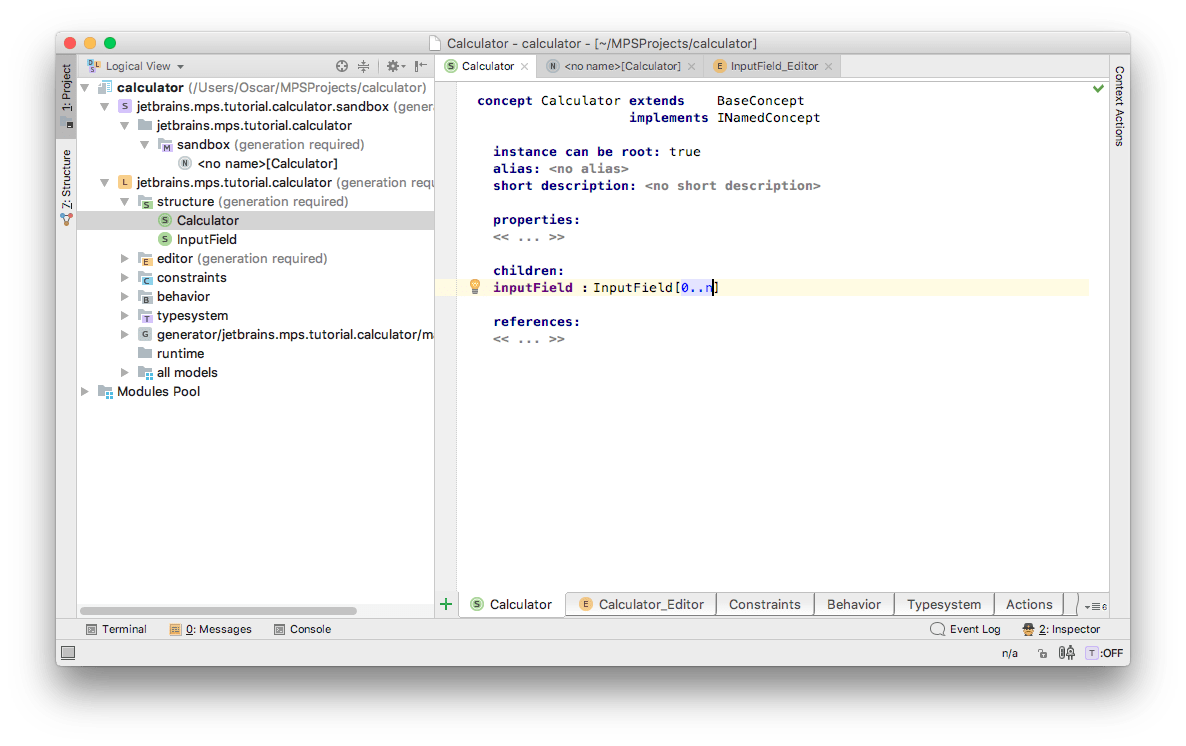 Calculator - calculator - [~/MPSProjects/calculator]
1: Project
Z: Structure
Logical View
calculator (/Users/Oscar/MPSProjects/calculator)
jetbrains.mps.tutorial.calculator.sandbox (gener
jetbrains.mps.tutorial.calculator
sandbox (generation required)
<no name>[Calculator]
jetbrains.mps.tutorial.calculator (generation requ
structure (generation required)
Calculator
InputField
editor (generation required)
constraints
behavior
typesystem
generator/jetbrains.mps.tutorial.calculator/m
runtime
all models
Modules Pool
Calculator
<no name>[Calculator]
InputField_Editor
concept Calculator extends BaseConcept
implements INamedConcept
instance can be root: true
alias: <no alias>
short description: <no short description>
properties:
<< ... >>
children:
inputField : InputField[0..n]
references:
<< ... >>
Context Actions
Calculator
Calculator_Editor
Constraints
Behavior
Typesystem
Actions
6
Terminal
0: Messages
Console
Event Log
2: Inspector
n/a
T :OFF